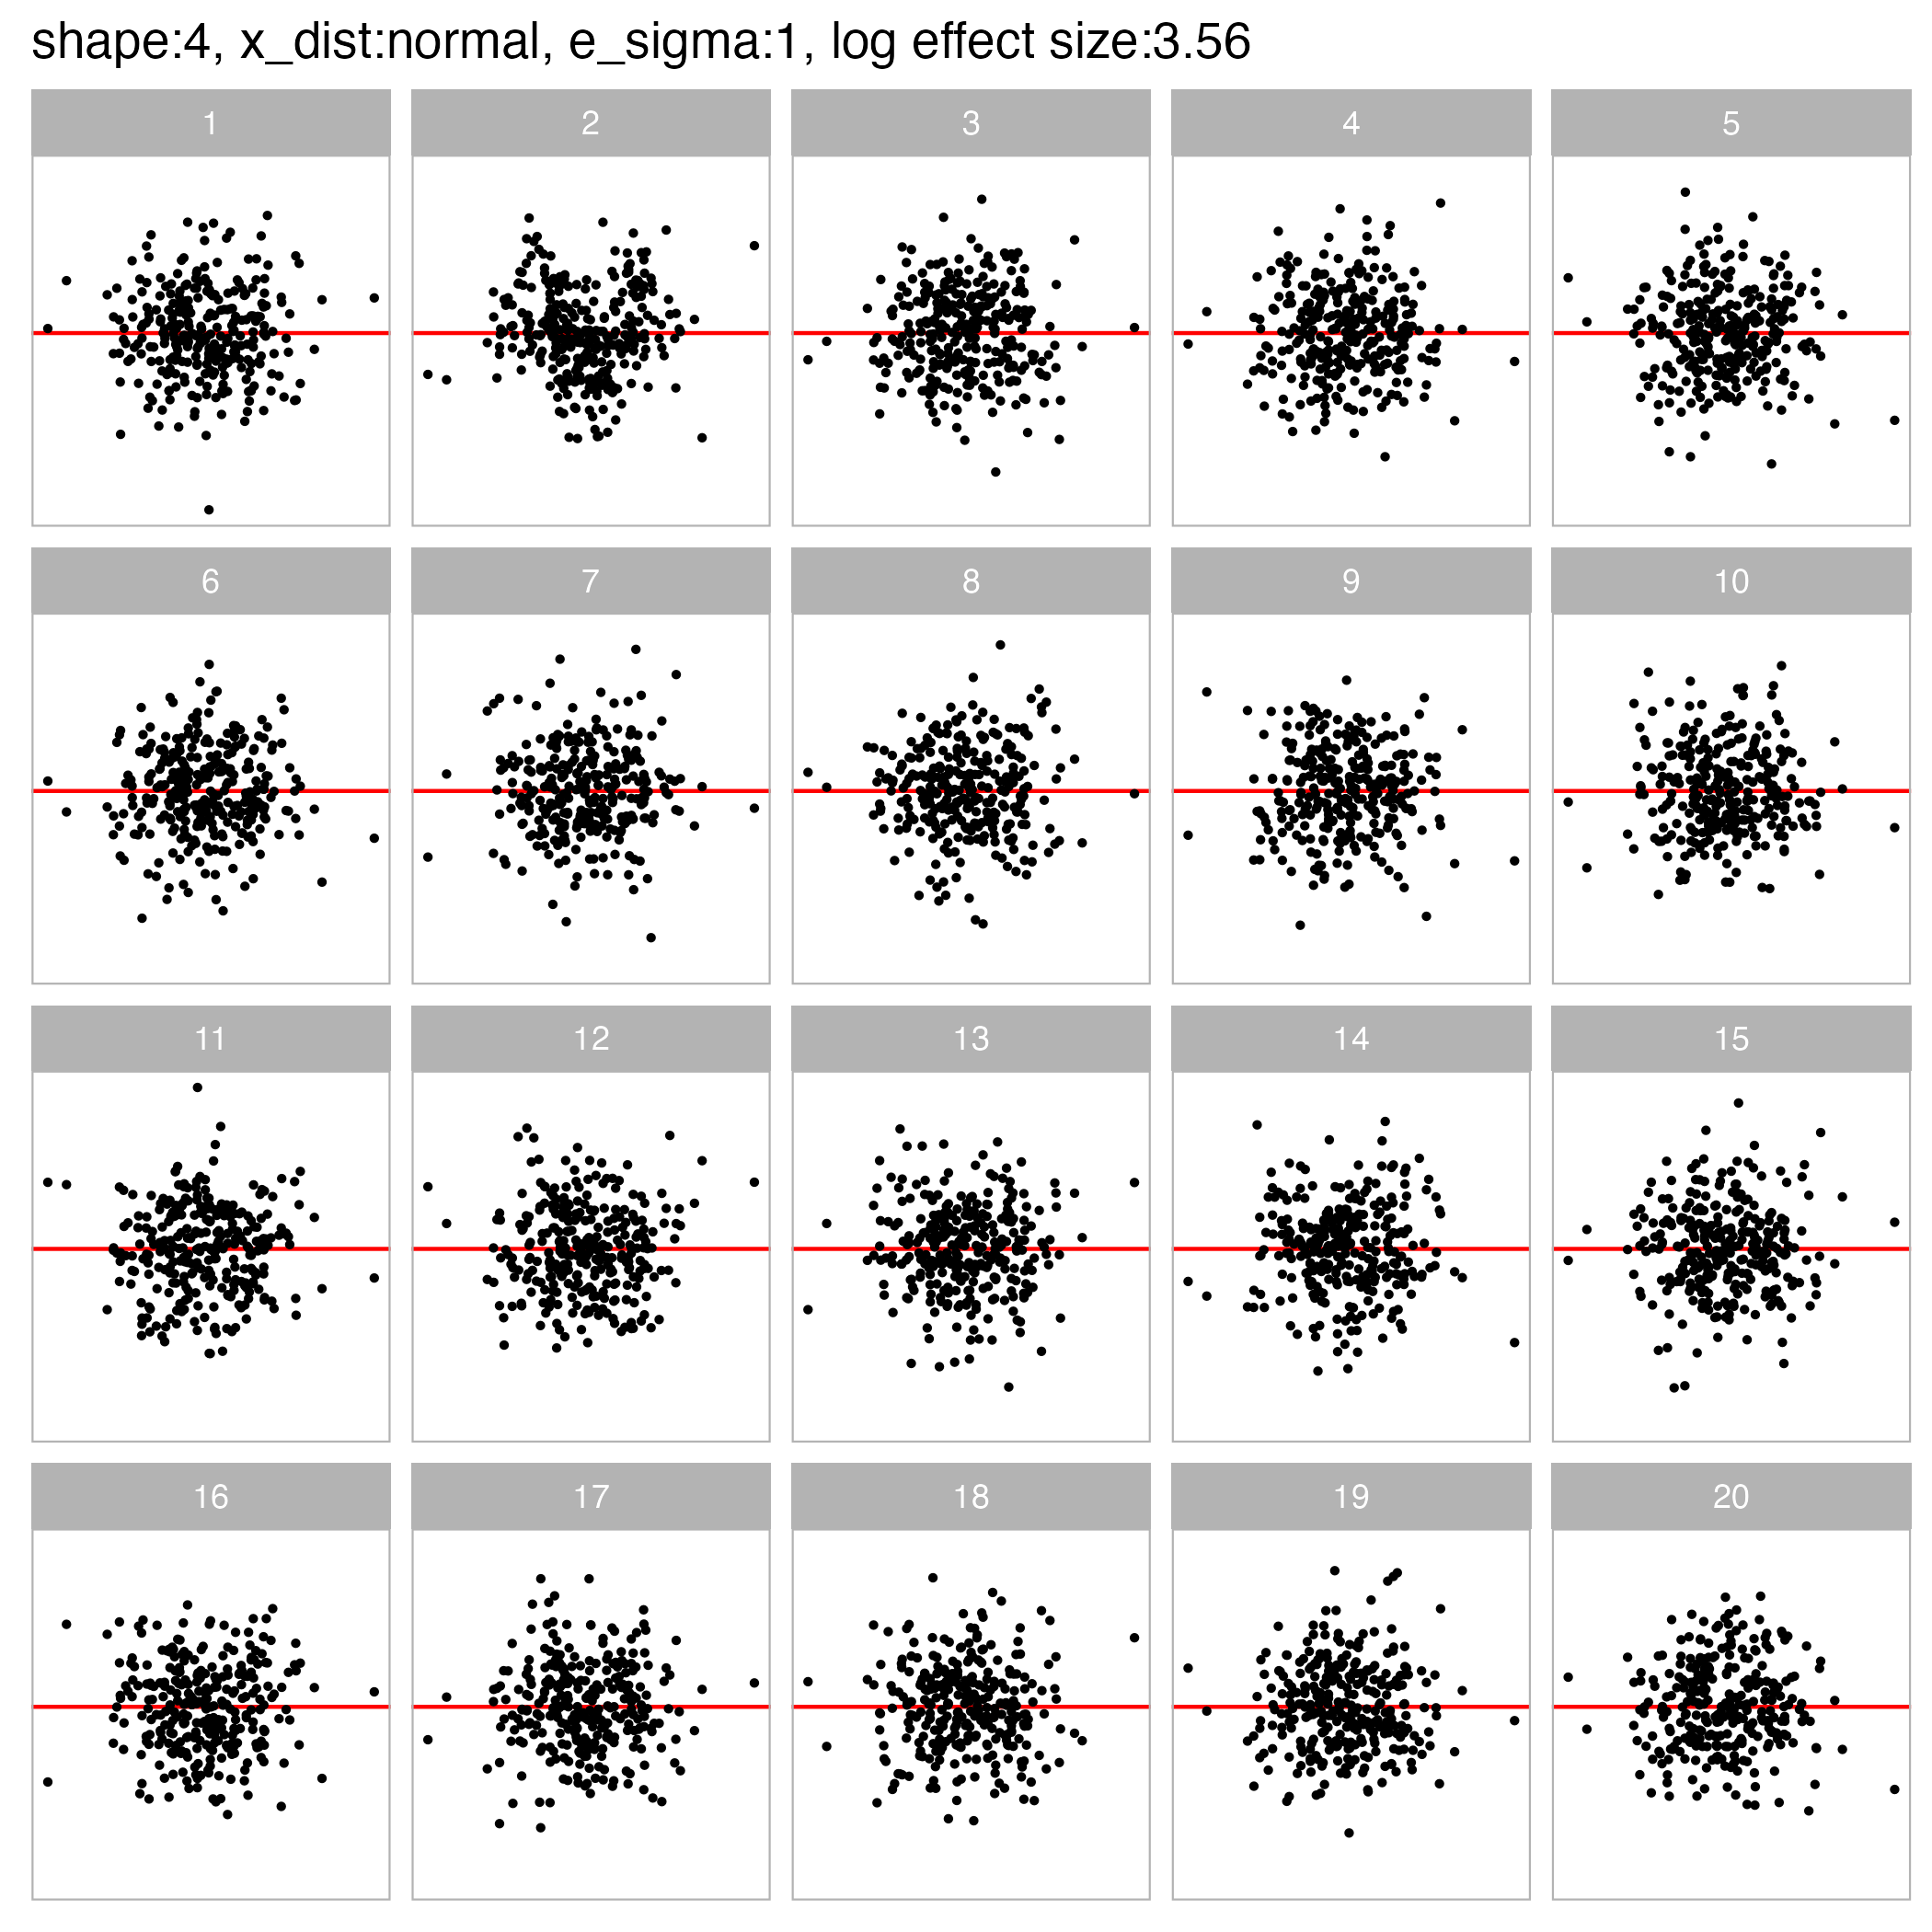 shape:4, x_dist:normal, e_sigma:1, log effect size:3.56
1 2 3 4 5
6 7 8 9 10
11 12 13 14 15
16 17 18 19 20